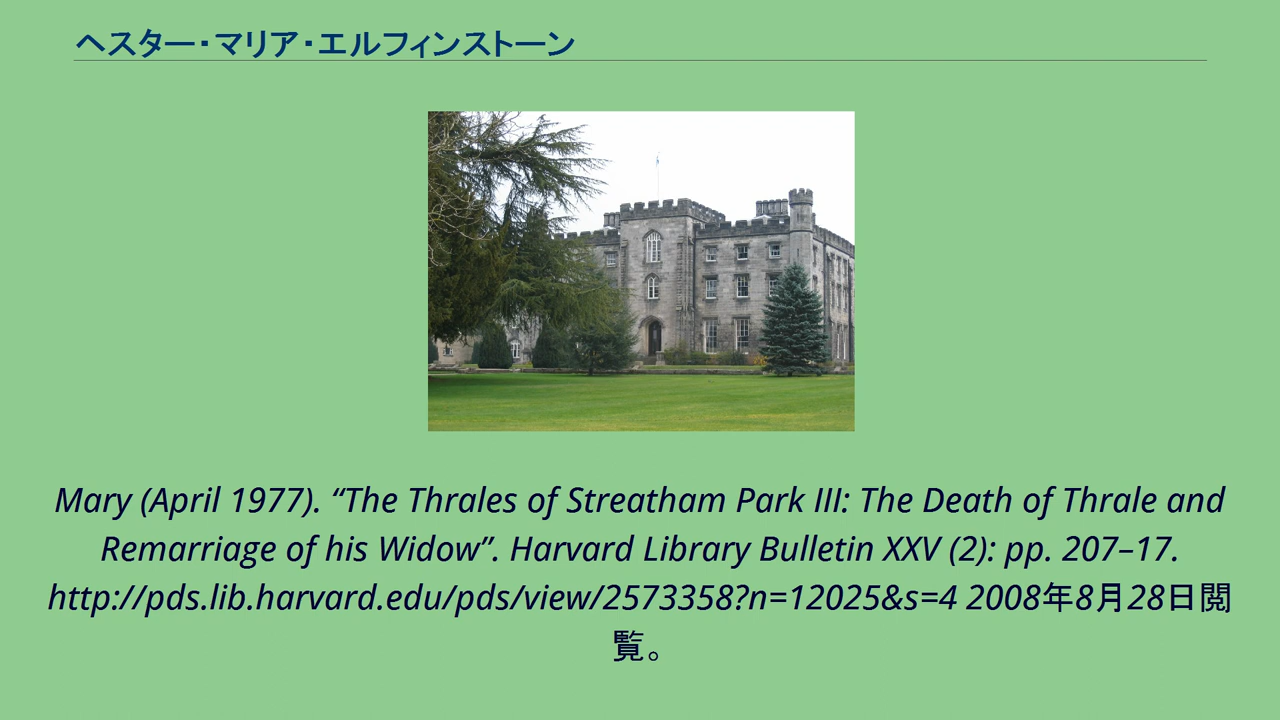 ヘスター・マリア・エルフィンストーン
Mary (April 1977). “The Thrales of Streatham Park III: The Death of Thrale and
Remarriage of his Widow”. Harvard Library Bulletin XXV (2): pp. 207–17.
http://pds.lib.harvard.edu/pds/view/2573358?n=12025&s=4 2008年8月28日閲
覧。